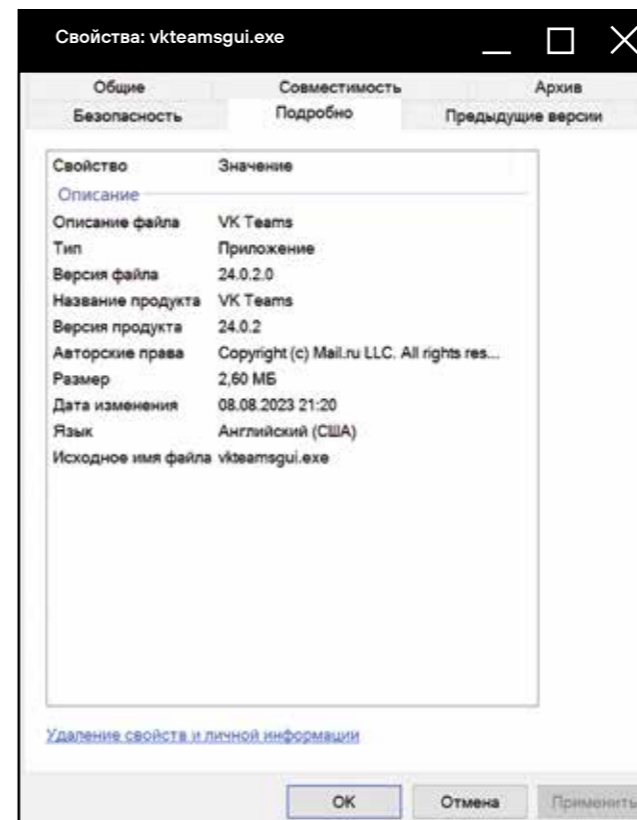 Свойства: vkteamsgui.exe
Общие Совместимость Архив
Безопасность Подробно Предыдущие версии
Свойство Значение
Описание
Описание файла VK Teams
Тип Приложение
Версия файла 24.0.2.0
Название продукта VK Teams
Версия продукта 24.0.2
Авторские права Copyright (c) Mail.ru LLC. All rights res...
Размер 2,60 МБ
Дата изменения 08.08.2023 21:20
Язык Английский (США)
Исходное имя файла vkteamsgui.exe
Удаление свойств и личной информации
ОК Отмена Применить